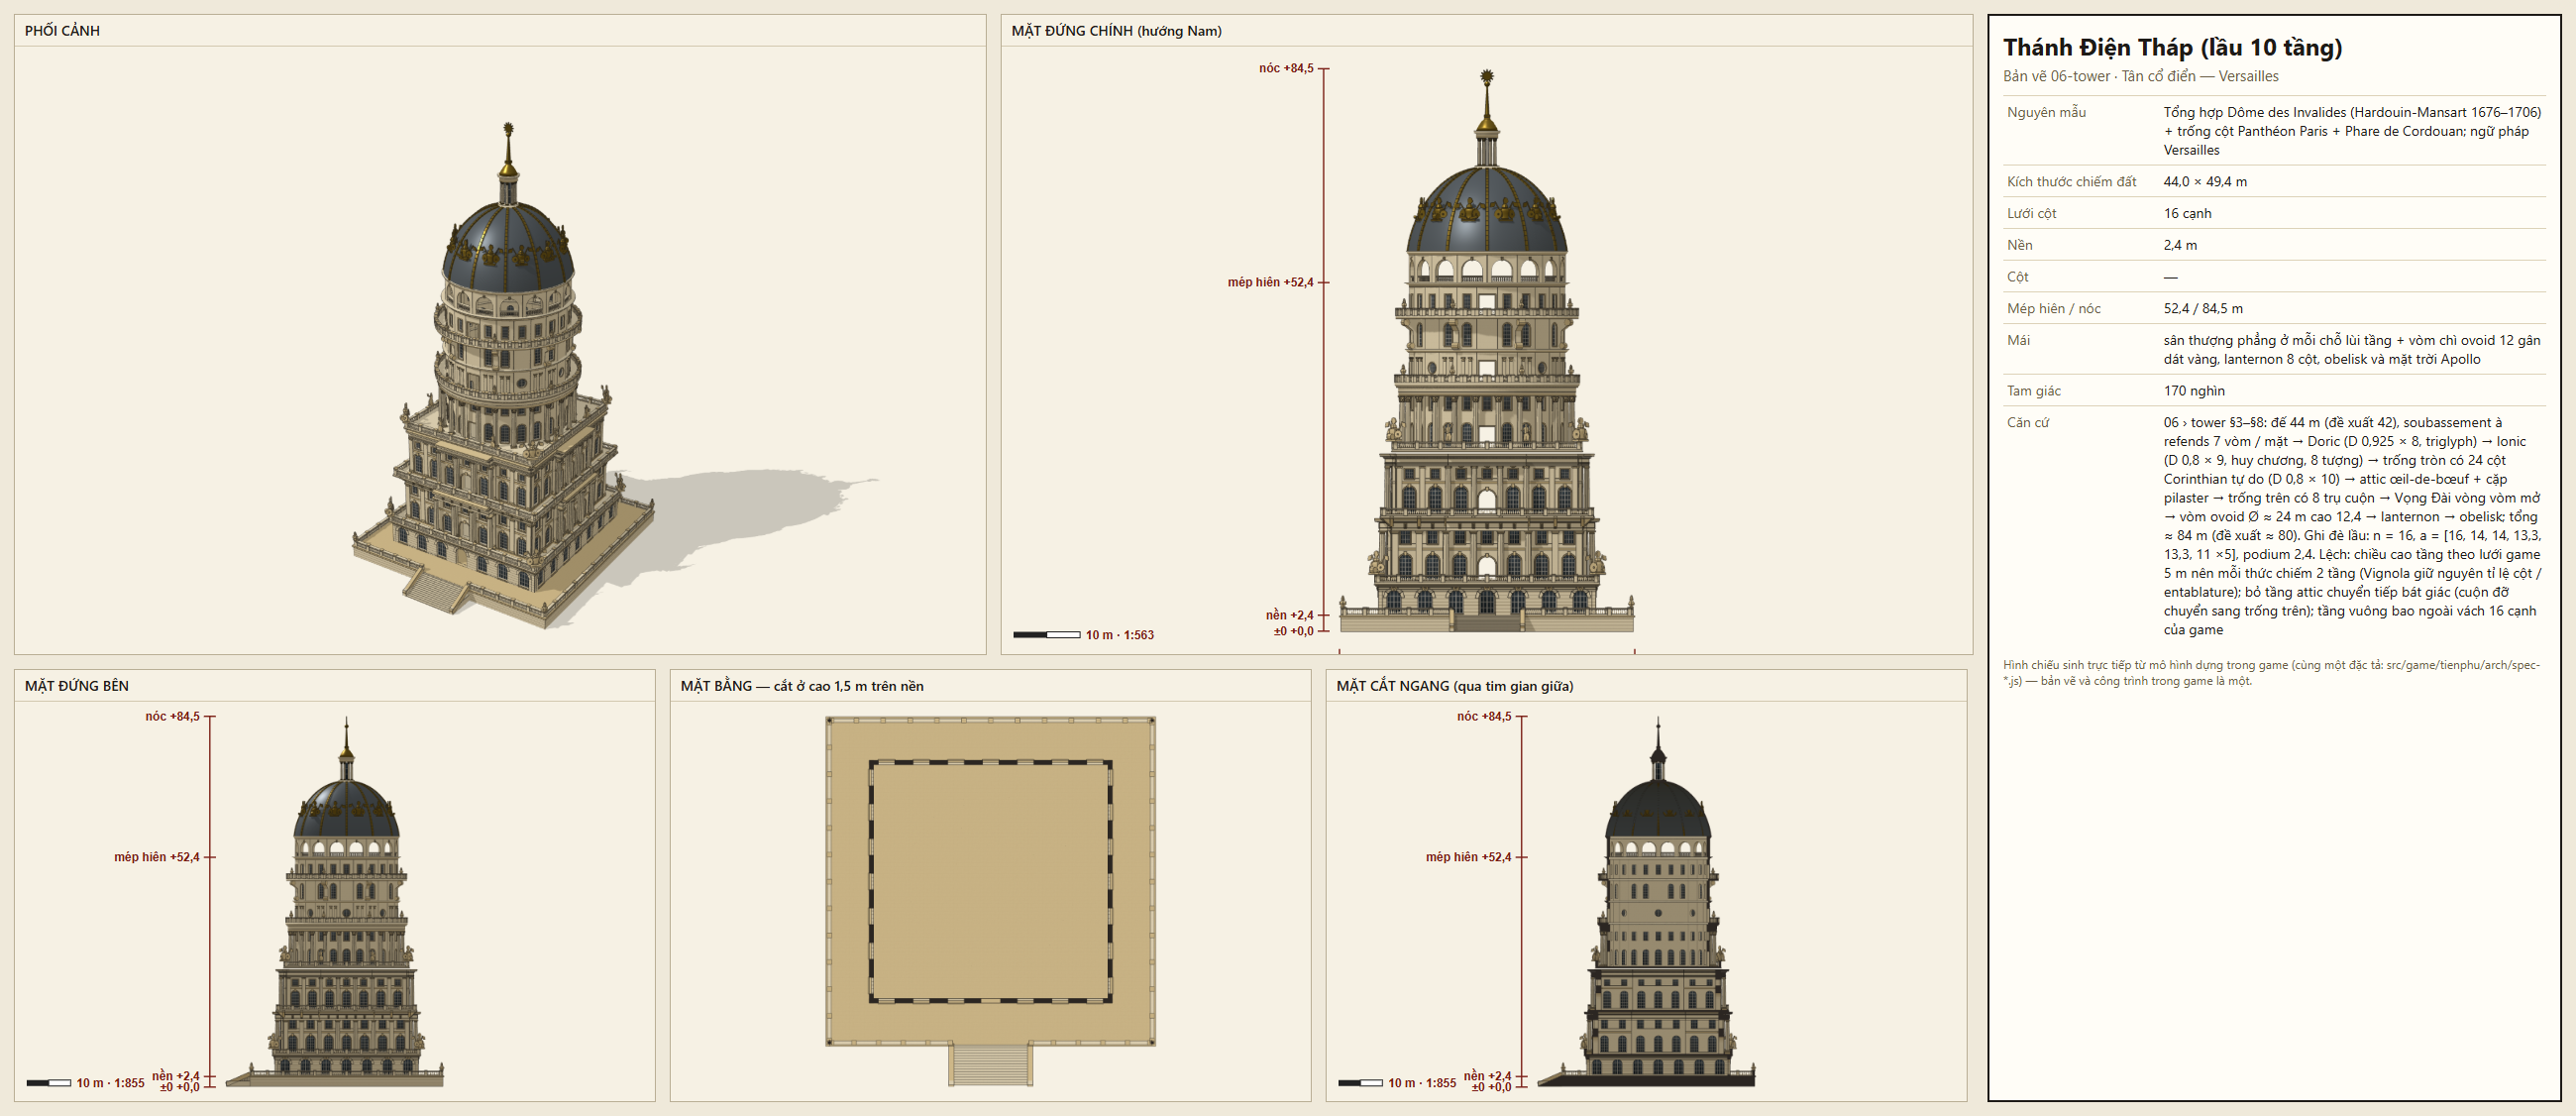 PHỐI CẢNH
MẶT ĐỨNG CHÍNH (hướng Nam)
nóc +84,5
mép hiên +52,4
nền +2,4
±0 +0,0
10 m · 1:563
MẶT ĐỨNG BÊN
nóc +84,5
mép hiên +52,4
nền +2,4
±0 +0,0
10 m · 1:855
MẶT BẰNG — cắt ở cao 1,5 m trên nền
MẶT CẮT NGANG (qua tim gian giữa)
nóc +84,5
mép hiên +52,4
nền +2,4
±0 +0,0
10 m · 1:855
Thánh Điện Tháp (lầu 10 tầng)
Bản vẽ 06-tower · Tân cổ điển — Versailles
Nguyên mẫu
Tổng hợp Dôme des Invalides (Hardouin-Mansart 1676–1706)
+ trống cột Panthéon Paris + Phare de Cordouan; ngữ pháp
Versailles
Kích thước chiếm đất
44,0 × 49,4 m
Lưới cột
16 cạnh
Nền
2,4 m
Cột
—
Mép hiên / nóc
52,4 / 84,5 m
Mái
sân thượng phẳng ở mỗi chỗ lùi tầng + vòm chì ovoid 12 gân
dát vàng, lanternon 8 cột, obelisk và mặt trời Apollo
Tam giác
170 nghìn
Căn cứ
06 › tower §3–§8: đế 44 m (đề xuất 42), soubassement à
refends 7 vòm / mặt → Doric (D 0,925 × 8, triglyph) → Ionic
(D 0,8 × 9, huy chương, 8 tượng) → trống tròn có 24 cột
Corinthian tự do (D 0,8 × 10) → attic œil-de-bœuf + cặp
pilaster → trống trên có 8 trụ cuộn → Vọng Đài vòng vòm mở
→ vòm ovoid Ø ≈ 24 m cao 12,4 → lanternon → obelisk; tổng
≈ 84 m (đề xuất ≈ 80). Ghi đè lầu: n = 16, a = [16, 14, 14, 13,3,
13,3, 11 ×5], podium 2,4. Lệch: chiều cao tầng theo lưới game
5 m nên mỗi thức chiếm 2 tầng (Vignola giữ nguyên tỉ lệ cột /
entablature); bỏ tầng attic chuyển tiếp bát giác (cuộn đỡ
chuyển sang trống trên); tầng vuông bao ngoài vách 16 cạnh
của game
Hình chiếu sinh trực tiếp từ mô hình dựng trong game (cùng một đặc tả: src/game/tienphu/arch/spec-
*.js) — bản vẽ và công trình trong game là một.